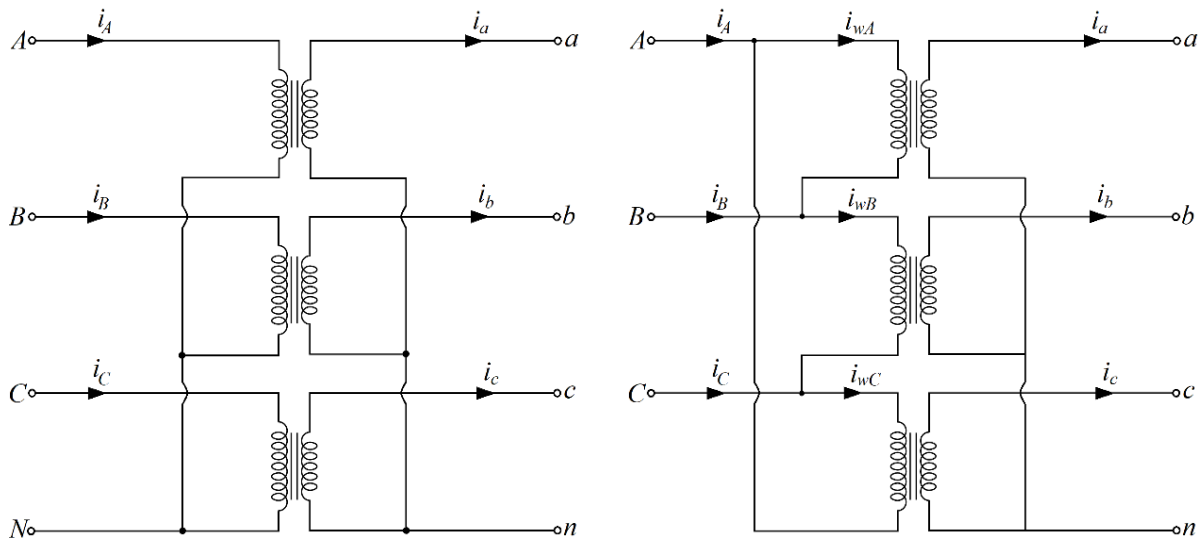 i_A i_a i_A i_wA i_a
A a A a
i_B i_b i_B i_wB i_b
B b B b
i_C i_c i_C i_wC i_c
C c C c
N n n